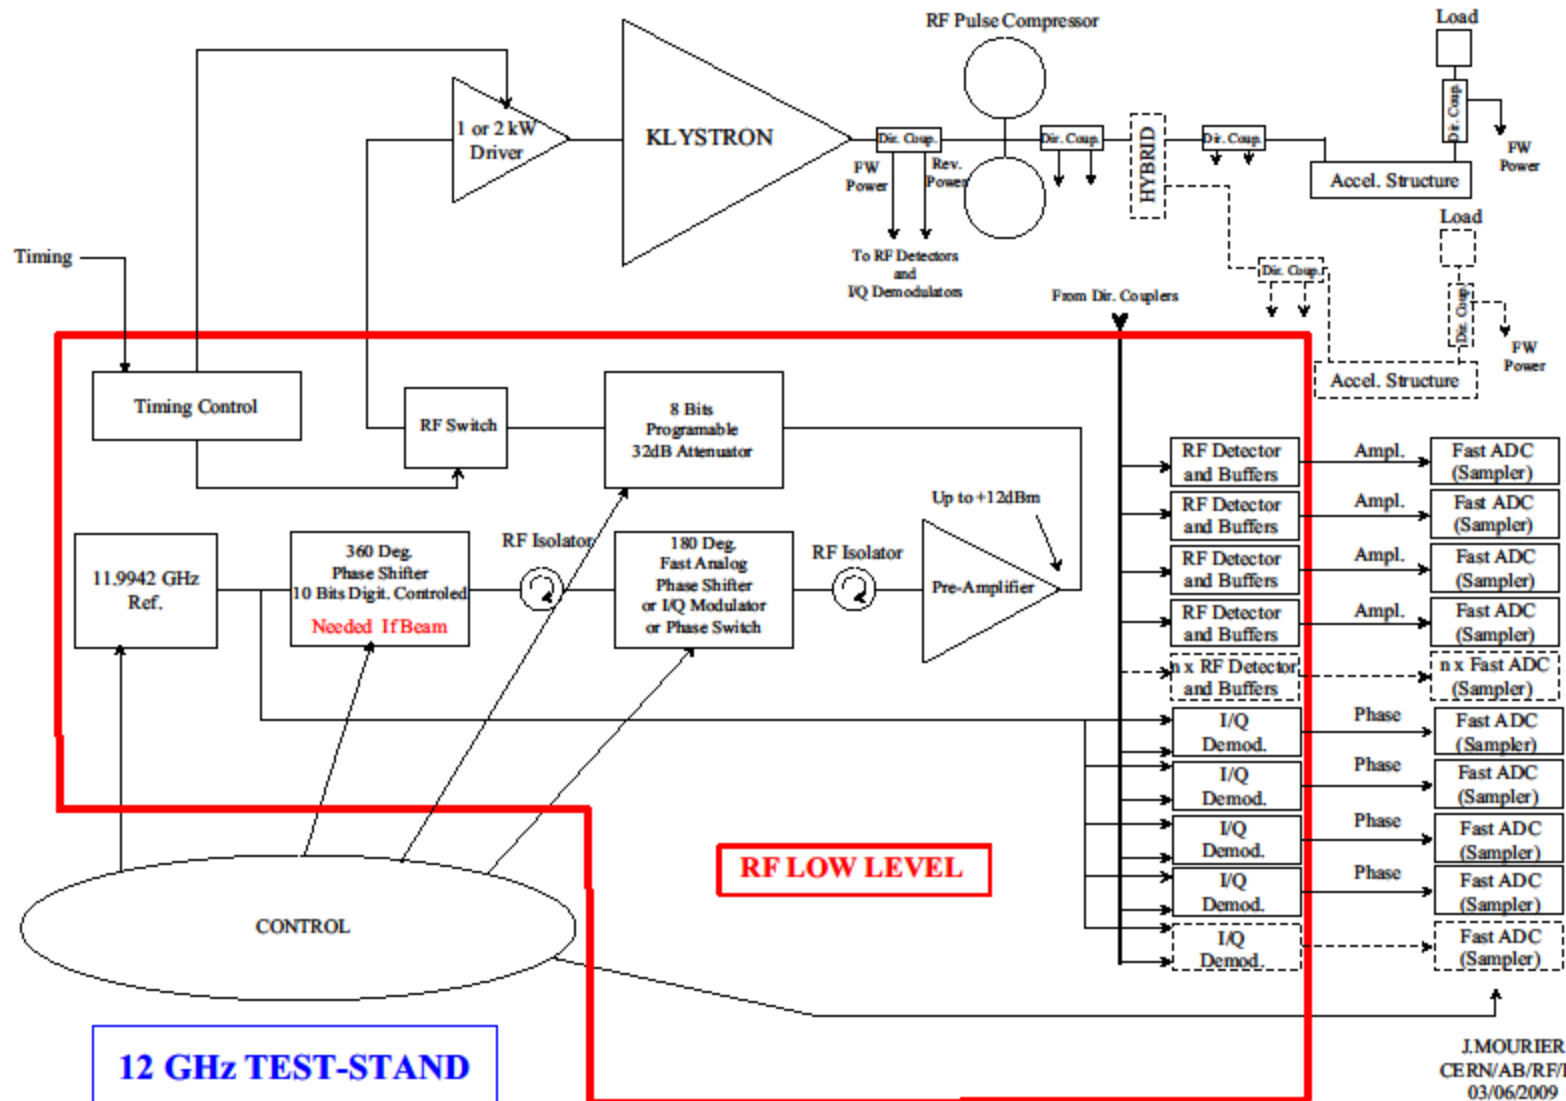 RF Pulse Compressor
Load
1 or 2 kW
Driver
KLYSTRON
Dir. Coup.
FW
Power
Rev.
Power
Dir. Coup.
HYBRID
Dir. Coup.
Dir. Coup.
FW
Power
Accel. Structure
Load
Timing
To RF Detectors
and
I/Q Demodulators
From Dir. Couplers
Dir. Coup.
Dir. Coup.
FW
Power
Accel. Structure
Timing Control
RF Switch
8 Bits
Programable
32dB Attenuator
Up to +12dBm
11.9942 GHz
Ref.
360 Deg.
Phase Shifter
10 Bits Digit. Controled
Needed If Beam
RF Isolator
180 Deg.
Fast Analog
Phase Shifter
or I/Q Modulator
or Phase Switch
RF Isolator
Pre-Amplifier
RF Detector
and Buffers
Ampl.
Fast ADC
(Sampler)
RF Detector
and Buffers
Ampl.
Fast ADC
(Sampler)
RF Detector
and Buffers
Ampl.
Fast ADC
(Sampler)
RF Detector
and Buffers
Ampl.
Fast ADC
(Sampler)
n x RF Detector
and Buffers
n x Fast ADC
(Sampler)
I/Q
Demod.
Phase
Fast ADC
(Sampler)
I/Q
Demod.
Phase
Fast ADC
(Sampler)
I/Q
Demod.
Phase
Fast ADC
(Sampler)
I/Q
Demod.
Phase
Fast ADC
(Sampler)
I/Q
Demod.
Fast ADC
(Sampler)
RF LOW LEVEL
CONTROL
12 GHz TEST-STAND
J.MOURIER
CERN/AB/RF/
03/06/2009